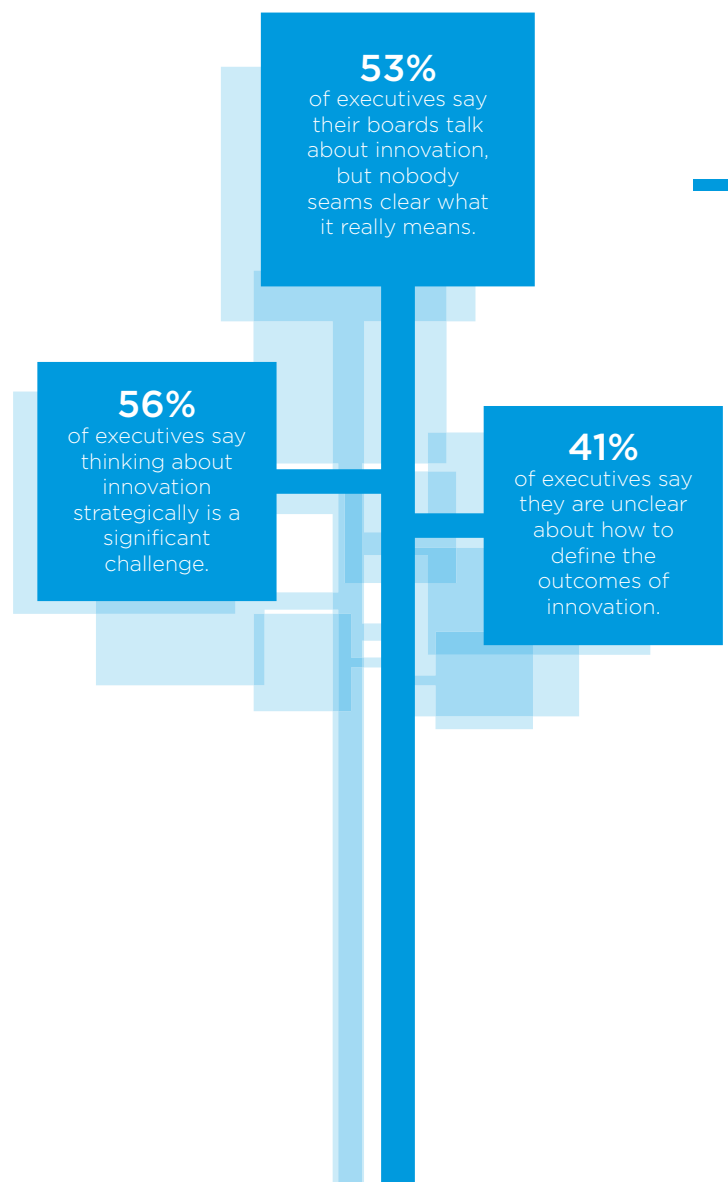 53%
of executives say
their boards talk
about innovation,
but nobody
seams clear what
it really means.
56%
of executives say
thinking about
innovation
strategically is a
significant
challenge.
41%
of executives say
they are unclear
about how to
define the
outcomes of
innovation.